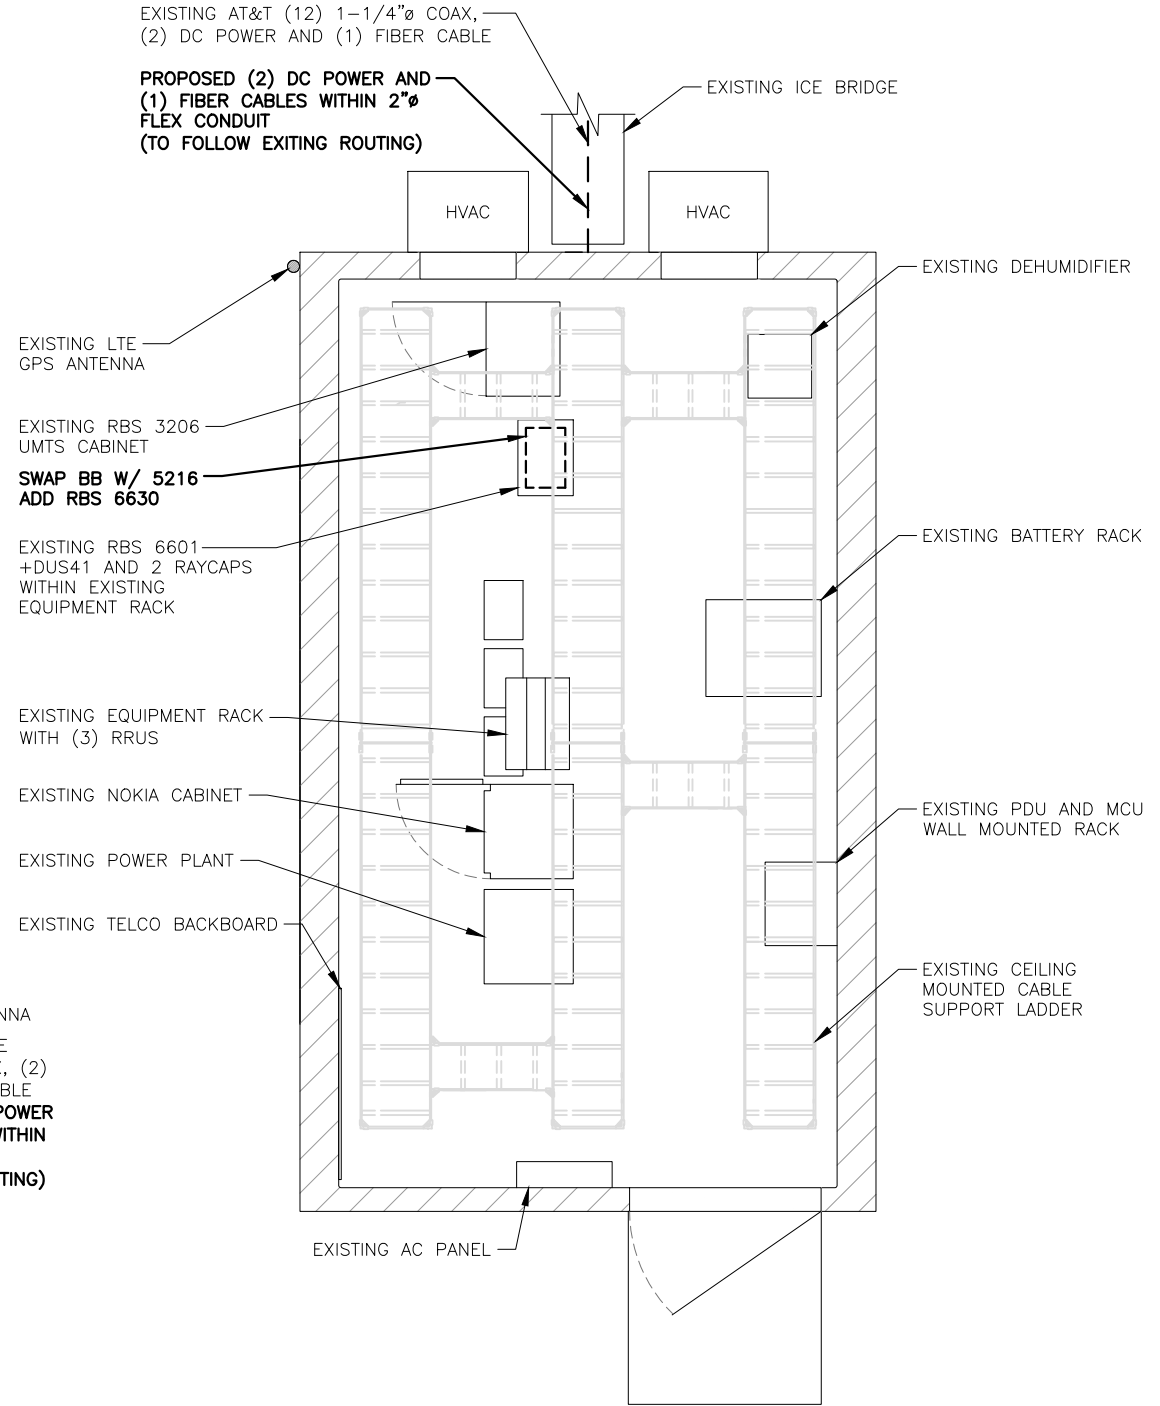 EXISTING AT&T (12) 1-1/4"ø COAX,
(2) DC POWER AND (1) FIBER CABLE
PROPOSED (2) DC POWER AND
(1) FIBER CABLES WITHIN 2"ø
FLEX CONDUIT
(TO FOLLOW EXITING ROUTING)
EXISTING ICE BRIDGE
HVAC
HVAC
EXISTING DEHUMIDIFIER
EXISTING LTE
GPS ANTENNA
EXISTING RBS 3206
UMTS CABINET
SWAP BB W/ 5216
ADD RBS 6630
EXISTING RBS 6601
+DUS41 AND 2 RAYCAPS
WITHIN EXISTING
EQUIPMENT RACK
EXISTING BATTERY RACK
EXISTING EQUIPMENT RACK
WITH (3) RRUS
EXISTING NOKIA CABINET
EXISTING PDU AND MCU
WALL MOUNTED RACK
EXISTING POWER PLANT
EXISTING TELCO BACKBOARD
EXISTING CEILING
MOUNTED CABLE
SUPPORT LADDER
NNA
E
, (2)
BLE
POWER
WITHIN
TING)
EXISTING AC PANEL